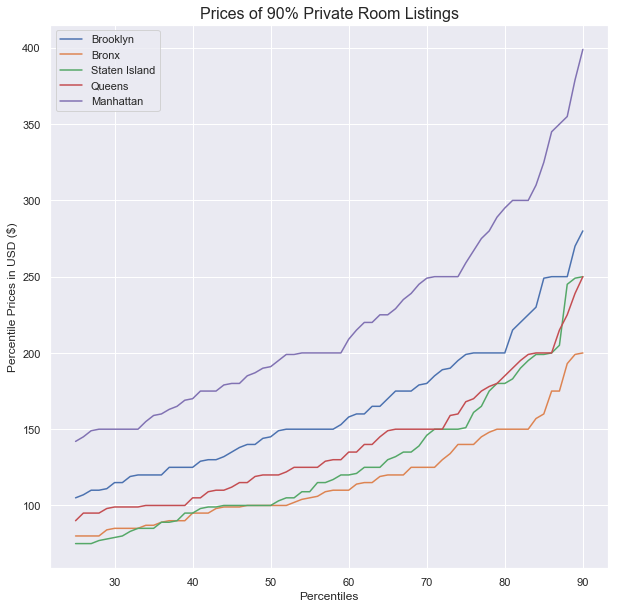 Prices of 90% Private Room Listings
Brooklyn
Bronx
Staten Island
Queens
Manhattan
400
350
300
250
200
150
100
Percentile Prices in USD ($)
30 40 50 60 70 80 90
Percentiles